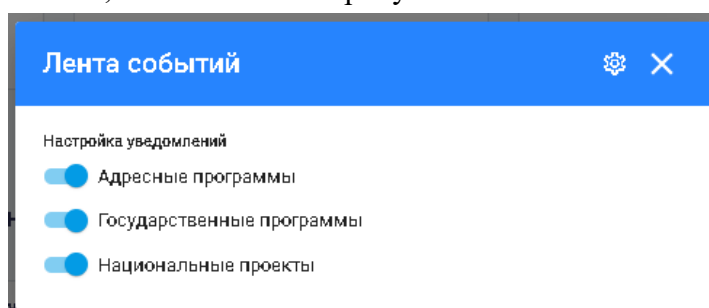 Лента событий
Настройка уведомлений
Адресные программы
Государственные программы
Национальные проекты